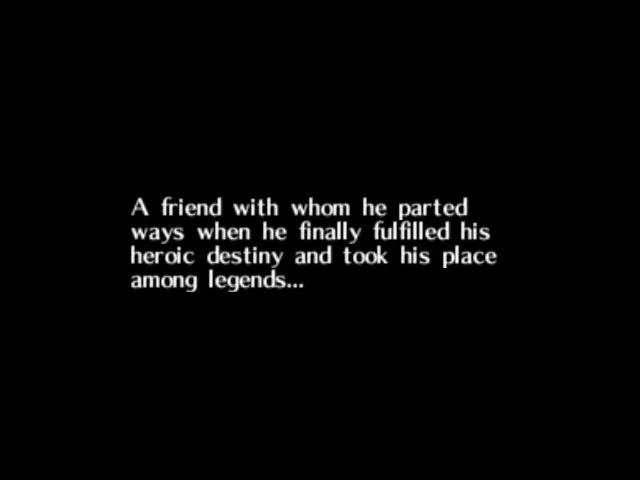 A friend with whom he parted
ways when he finally fulfilled his
heroic destiny and took his place
among legends...